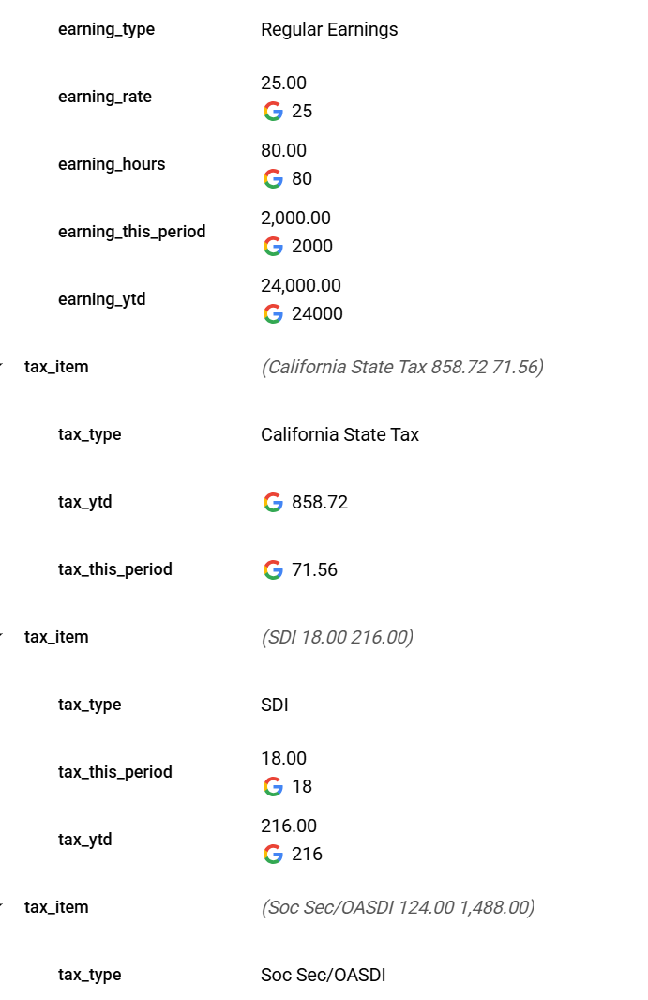 earning_type Regular Earnings
earning_rate 25.00
25
earning_hours 80.00
80
earning_this_period 2,000.00
2000
earning_ytd 24,000.00
24000
tax_item (California State Tax 858.72 71.56)
tax_type California State Tax
tax_ytd 858.72
tax_this_period 71.56
tax_item (SDI 18.00 216.00)
tax_type SDI
tax_this_period 18.00
18
tax_ytd 216.00
216
tax_item (Soc Sec/OASDI 124.00 1,488.00)
tax_type Soc Sec/OASDI